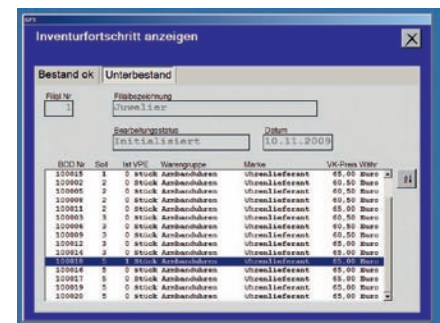 Inventurfortschritt anzeigen
Bestand ok Unterbestand
Filial Nr Filialbezeichnung
1 Juwelier
Bearbeitungsstatus Datum
Initialisiert 10.11.2009
BCD Nr Soll Ist VPE Warengruppe Marke VK-Preis Währ
100015 1 0 Stück Armbanduhren Uhrenlieferant 65,00 Euro
100002 2 0 Stück Armbanduhren Uhrenlieferant 60,50 Euro
100005 2 0 Stück Armbanduhren Uhrenlieferant 60,50 Euro
100008 2 0 Stück Armbanduhren Uhrenlieferant 60,50 Euro
100011 2 0 Stück Armbanduhren Uhrenlieferant 65,00 Euro
100003 3 0 Stück Armbanduhren Uhrenlieferant 60,50 Euro
100006 3 0 Stück Armbanduhren Uhrenlieferant 60,50 Euro
100009 3 0 Stück Armbanduhren Uhrenlieferant 60,50 Euro
100012 3 0 Stück Armbanduhren Uhrenlieferant 65,00 Euro
100014 3 0 Stück Armbanduhren Uhrenlieferant 65,00 Euro
100018 5 1 Stück Armbanduhren Uhrenlieferant 65,00 Euro
100016 5 0 Stück Armbanduhren Uhrenlieferant 65,00 Euro
100017 5 0 Stück Armbanduhren Uhrenlieferant 65,00 Euro
100019 5 0 Stück Armbanduhren Uhrenlieferant 65,00 Euro
100020 5 0 Stück Armbanduhren Uhrenlieferant 65,00 Euro